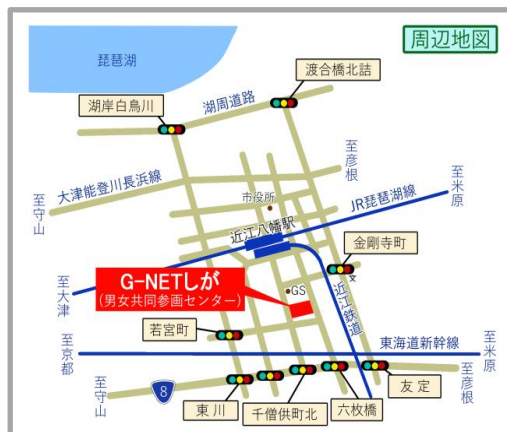 周辺地図
琵琶湖
渡合橋北詰
湖岸白鳥川
湖周道路
至彦根
大津能登川長浜線
至守山
市役所
至米原
JR琵琶湖線
近江八幡駅
金剛寺町
G-NETしが
(男女共同参画センター)
GS
近江鉄道
至大津
若宮町
東海道新幹線
至京都
至米原
至守山
8
東川
千僧供町北
六枚橋
友定
至彦根